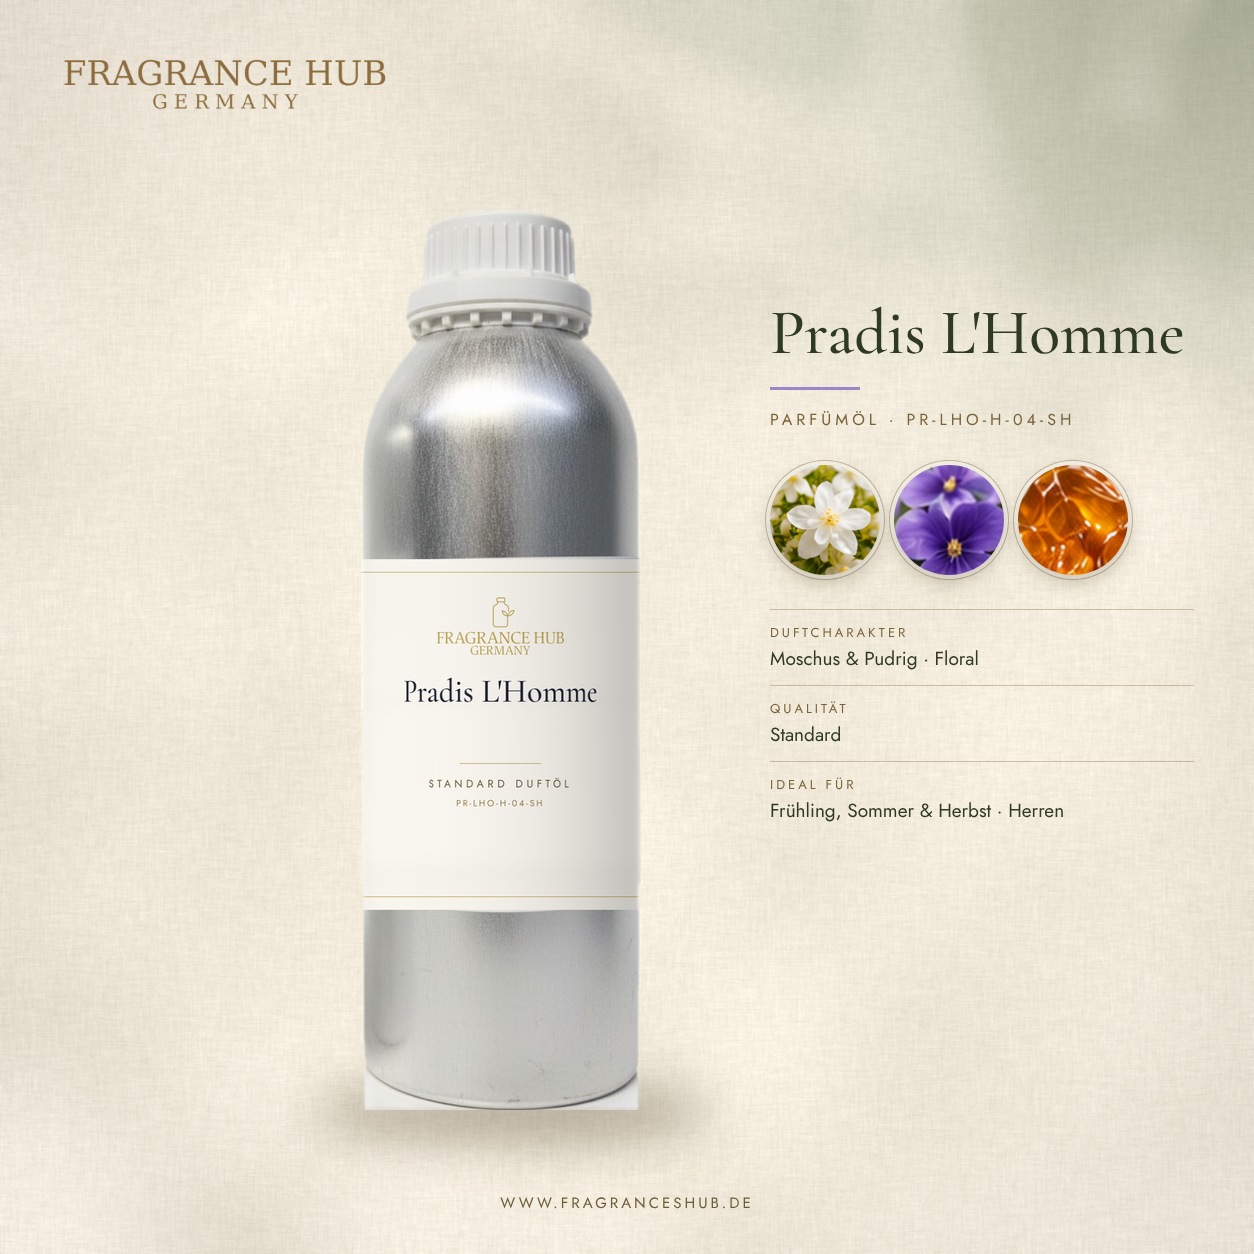 FRAGRANCE HUB
GERMANY
Pradis L'Homme
PARFÜMÖL · PR-LHO-H-04-SH
DUFTCHARAKTER
Moschus & Pudrig · Floral
QUALITÄT
Standard
IDEAL FÜR
Frühling, Sommer & Herbst · Herren
FRAGRANCE HUB
GERMANY
Pradis L'Homme
STANDARD DUFTÖL
PR-LHO-H-04-SH
WWW.FRAGRANCESHUB.DE